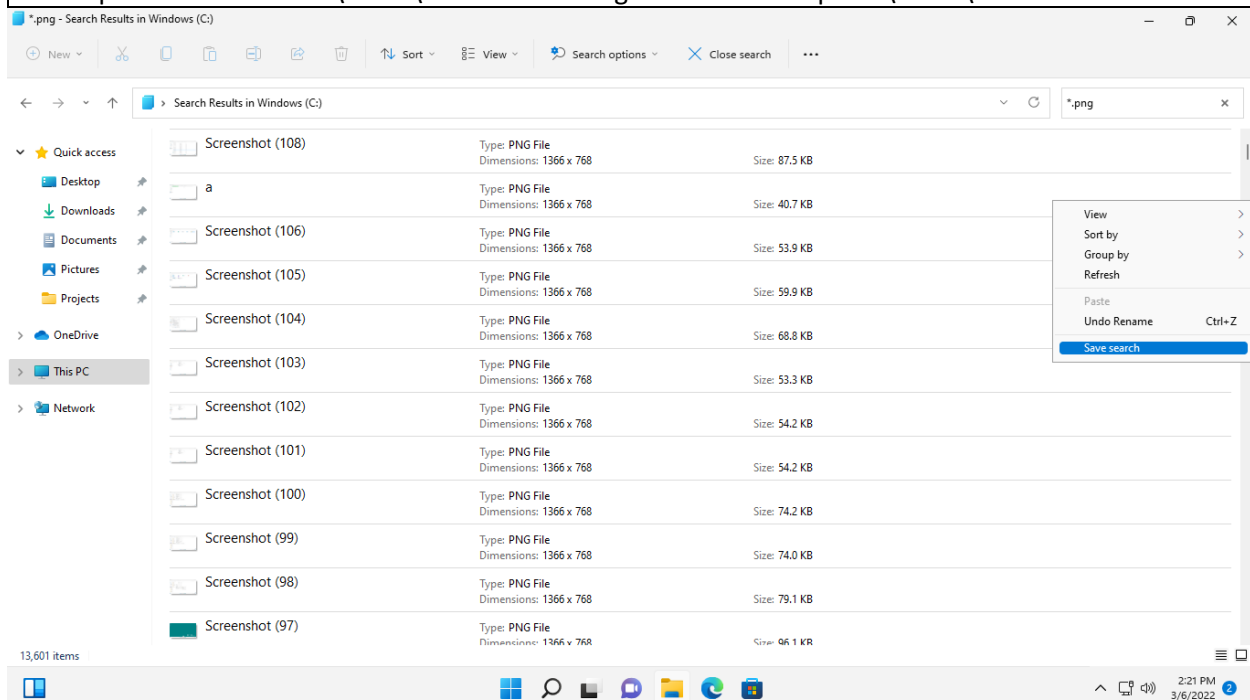 *.png - Search Results in Windows (C:)
New Sort View Search options Close search
Search Results in Windows (C:) *.png
Quick access
Desktop
Downloads
Documents
Pictures
Projects
OneDrive
This PC
Network
Screenshot (108) Type: PNG File
Dimensions: 1366 x 768 Size: 87.5 KB
a Type: PNG File
Dimensions: 1366 x 768 Size: 40.7 KB
Screenshot (106) Type: PNG File
Dimensions: 1366 x 768 Size: 53.9 KB
Screenshot (105) Type: PNG File
Dimensions: 1366 x 768 Size: 59.9 KB
Screenshot (104) Type: PNG File
Dimensions: 1366 x 768 Size: 68.8 KB
Screenshot (103) Type: PNG File
Dimensions: 1366 x 768 Size: 53.3 KB
Screenshot (102) Type: PNG File
Dimensions: 1366 x 768 Size: 54.2 KB
Screenshot (101) Type: PNG File
Dimensions: 1366 x 768 Size: 54.2 KB
Screenshot (100) Type: PNG File
Dimensions: 1366 x 768 Size: 74.2 KB
Screenshot (99) Type: PNG File
Dimensions: 1366 x 768 Size: 74.0 KB
Screenshot (98) Type: PNG File
Dimensions: 1366 x 768 Size: 79.1 KB
Screenshot (97) Type: PNG File
Dimensions: 1366 x 768 Size: 96.1 KB
View
Sort by
Group by
Refresh
Paste
Undo Rename Ctrl+Z
Save search
13,601 items
2:21 PM
3/6/2022 2